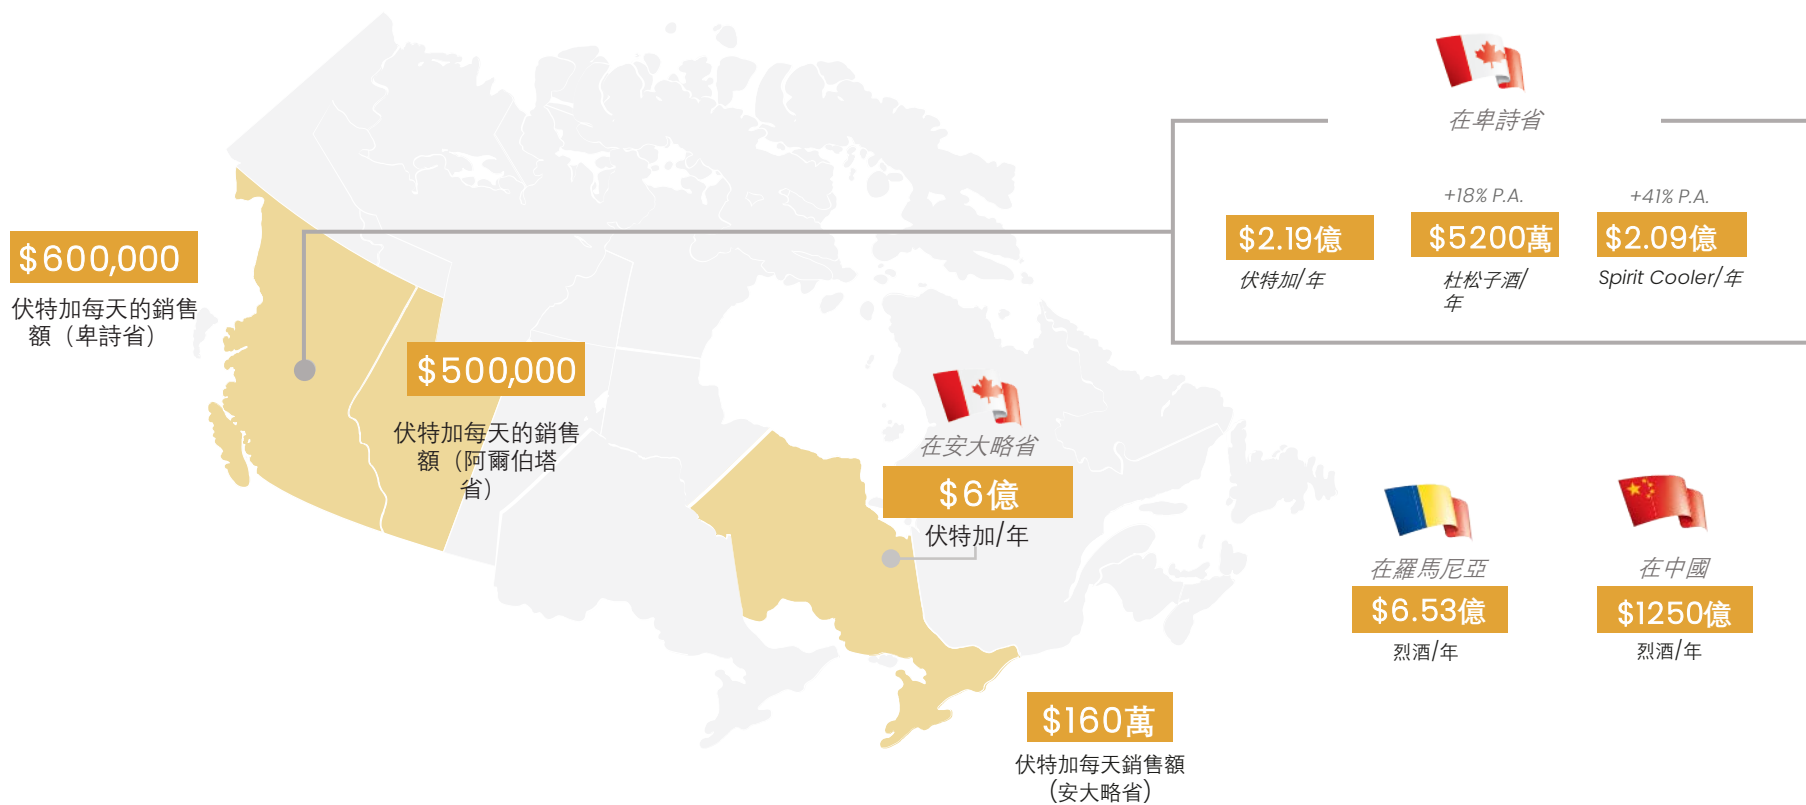 $600,000
伏特加每天的銷售
額（卑詩省）
$500,000
伏特加每天的銷售
額（阿爾伯塔
省）
在卑詩省
$2.19億
伏特加/年
+18% P.A.
$5200萬
杜松子酒/
年
+41% P.A.
$2.09億
Spirit Cooler/年
在安大略省
$6億
伏特加/年
$160萬
伏特加每天銷售額
(安大略省)
在羅馬尼亞
$6.53億
烈酒/年
在中國
$1250億
烈酒/年